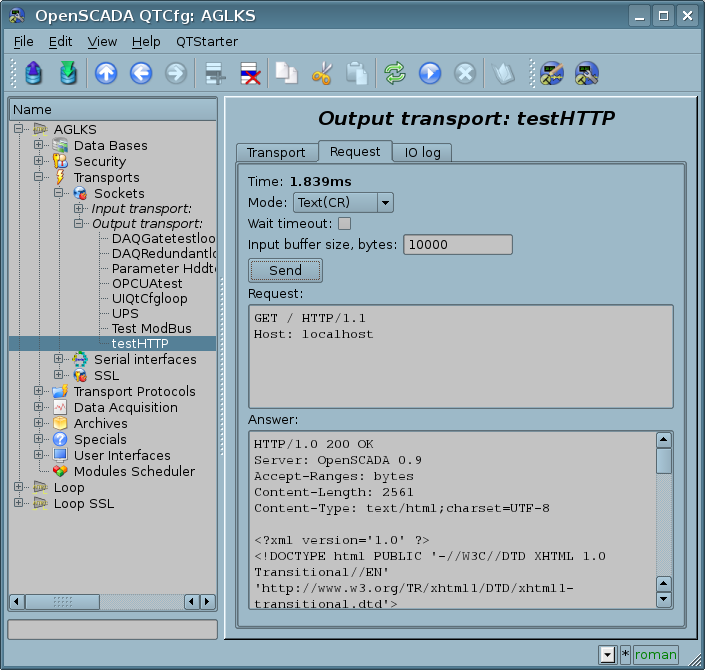 OpenSCADA QTCfg: AGLKS
File Edit View Help QTStarter
Name
AGLKS
Data Bases
Security
Transports
Sockets
Input transport:
Output transport:
DAQGatetestloo
DAQRedundantlo
Parameter Hddte
OPCUAtest
UIQtCfgloop
UPS
Test ModBus
testHTTP
Serial interfaces
SSL
Transport Protocols
Data Acquisition
Archives
Specials
User Interfaces
Modules Scheduler
Loop
Loop SSL
Output transport: testHTTP
Transport Request IO log
Time: 1.839ms
Mode: Text(CR)
Wait timeout:
Input buffer size, bytes: 10000
Send
Request:
GET / HTTP/1.1
Host: localhost
Answer:
HTTP/1.0 200 OK
Server: OpenSCADA 0.9
Accept-Ranges: bytes
Content-Length: 2561
Content-Type: text/html;charset=UTF-8
<?xml version='1.0' ?>
<!DOCTYPE html PUBLIC '-//W3C//DTD XHTML 1.0
Transitional//EN'
'http://www.w3.org/TR/xhtml1/DTD/xhtml1-
transitional.dtd'>
* roman